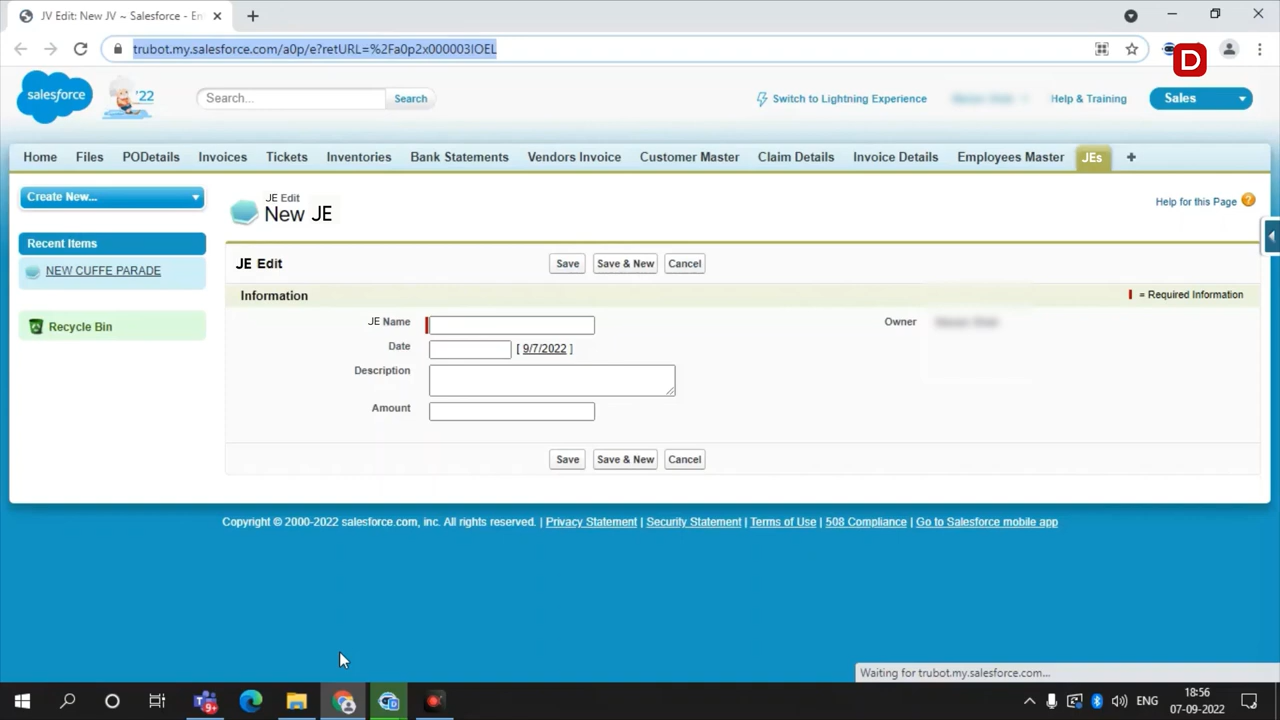 JV Edit: New JV ~ Salesforce - En
trubot.my.salesforce.com/a0p/e?retURL=%2Fa0p2x000003IOEL
D
salesforce
'22
Search...
Search
Switch to Lightning Experience
Help & Training
Sales
Home Files PODetails Invoices Tickets Inventories Bank Statements Vendors Invoice Customer Master Claim Details Invoice Details Employees Master JEs +
Create New...
JE Edit
New JE
Help for this Page ?
Recent Items
NEW CUFFE PARADE
Recycle Bin
JE Edit
Save
Save & New
Cancel
Information
= Required Information
JE Name
Owner
Date
[ 9/7/2022 ]
Description
Amount
Save
Save & New
Cancel
Copyright © 2000-2022 salesforce.com, inc. All rights reserved. | Privacy Statement | Security Statement | Terms of Use | 508 Compliance | Go to Salesforce mobile app
Waiting for trubot.my.salesforce.com...
9+
ENG
18:56
07-09-2022